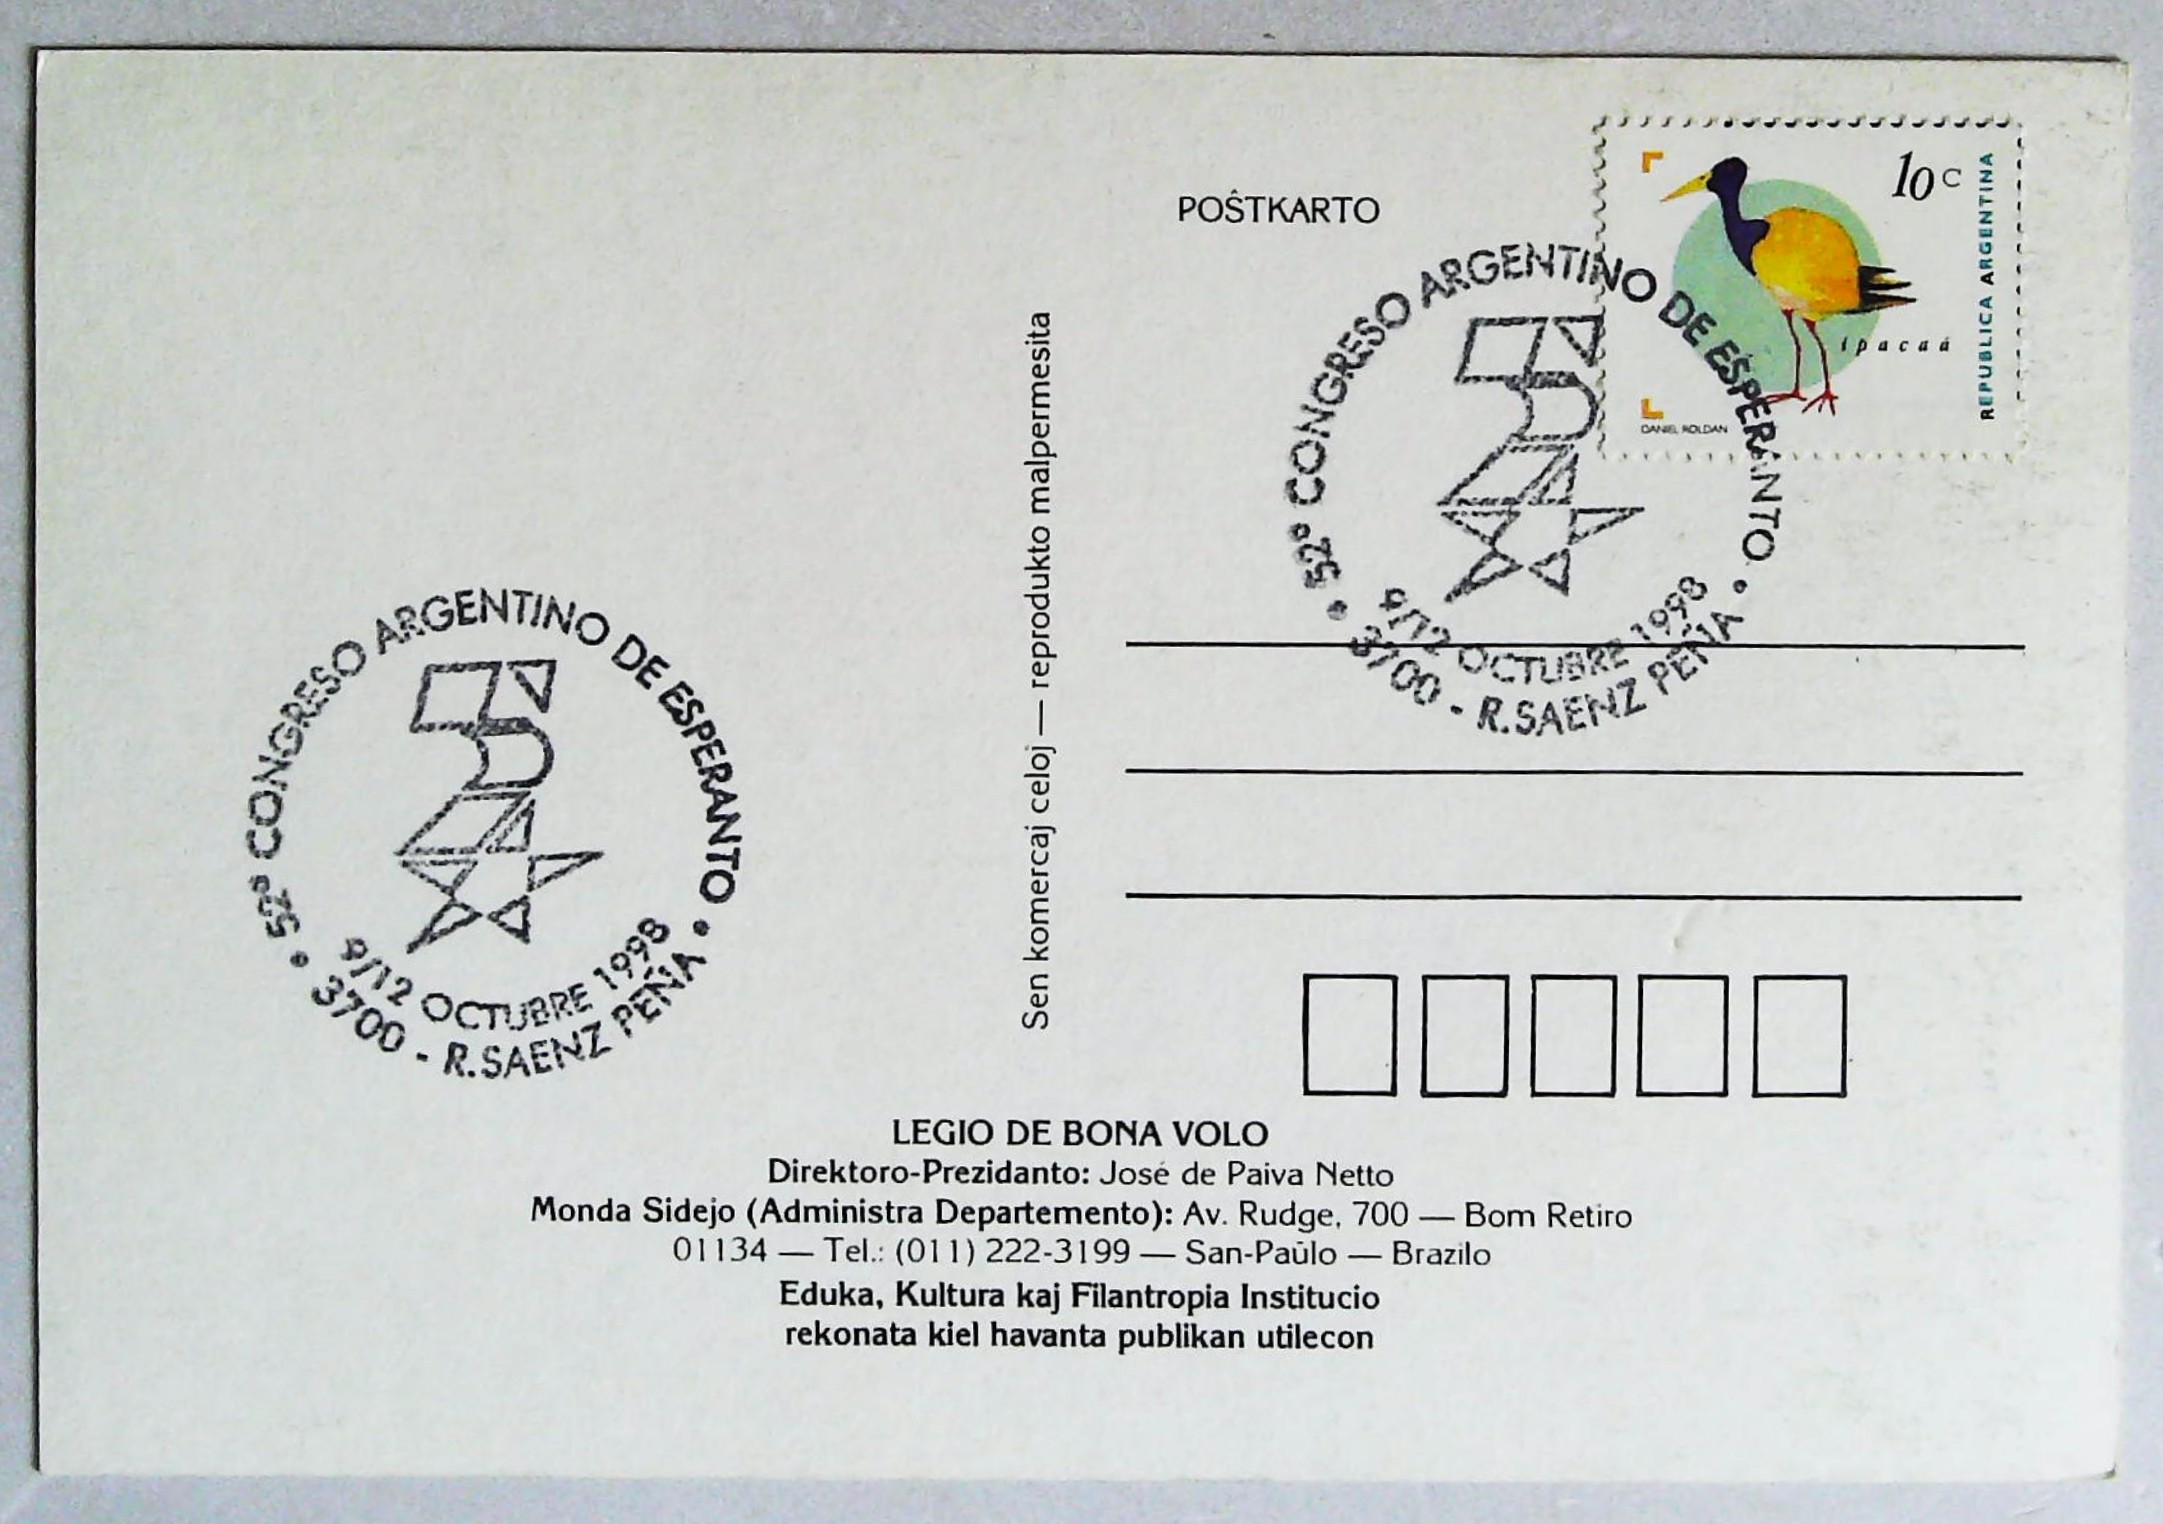 POŜTKARTO
10c
REPUBLICA ARGENTINA
ipacaá
DANIEL ROLDAN
• 52º CONGRESO ARGENTINO DE ESPERANTO •
9/12 OCTUBRE 1998
3700 - R.SAENZ PEÑA
• 52º CONGRESO ARGENTINO DE ESPERANTO •
9/12 OCTUBRE 1998
3700 - R.SAENZ PEÑA
Sen komercaj celoj — reprodukto malpermesita
LEGIO DE BONA VOLO
Direktoro-Prezidanto: José de Paiva Netto
Monda Sidejo (Administra Departemento): Av. Rudge, 700 — Bom Retiro
01134 — Tel.: (011) 222-3199 — San-Paŭlo — Brazilo
Eduka, Kultura kaj Filantropia Institucio
rekonata kiel havanta publikan utilecon